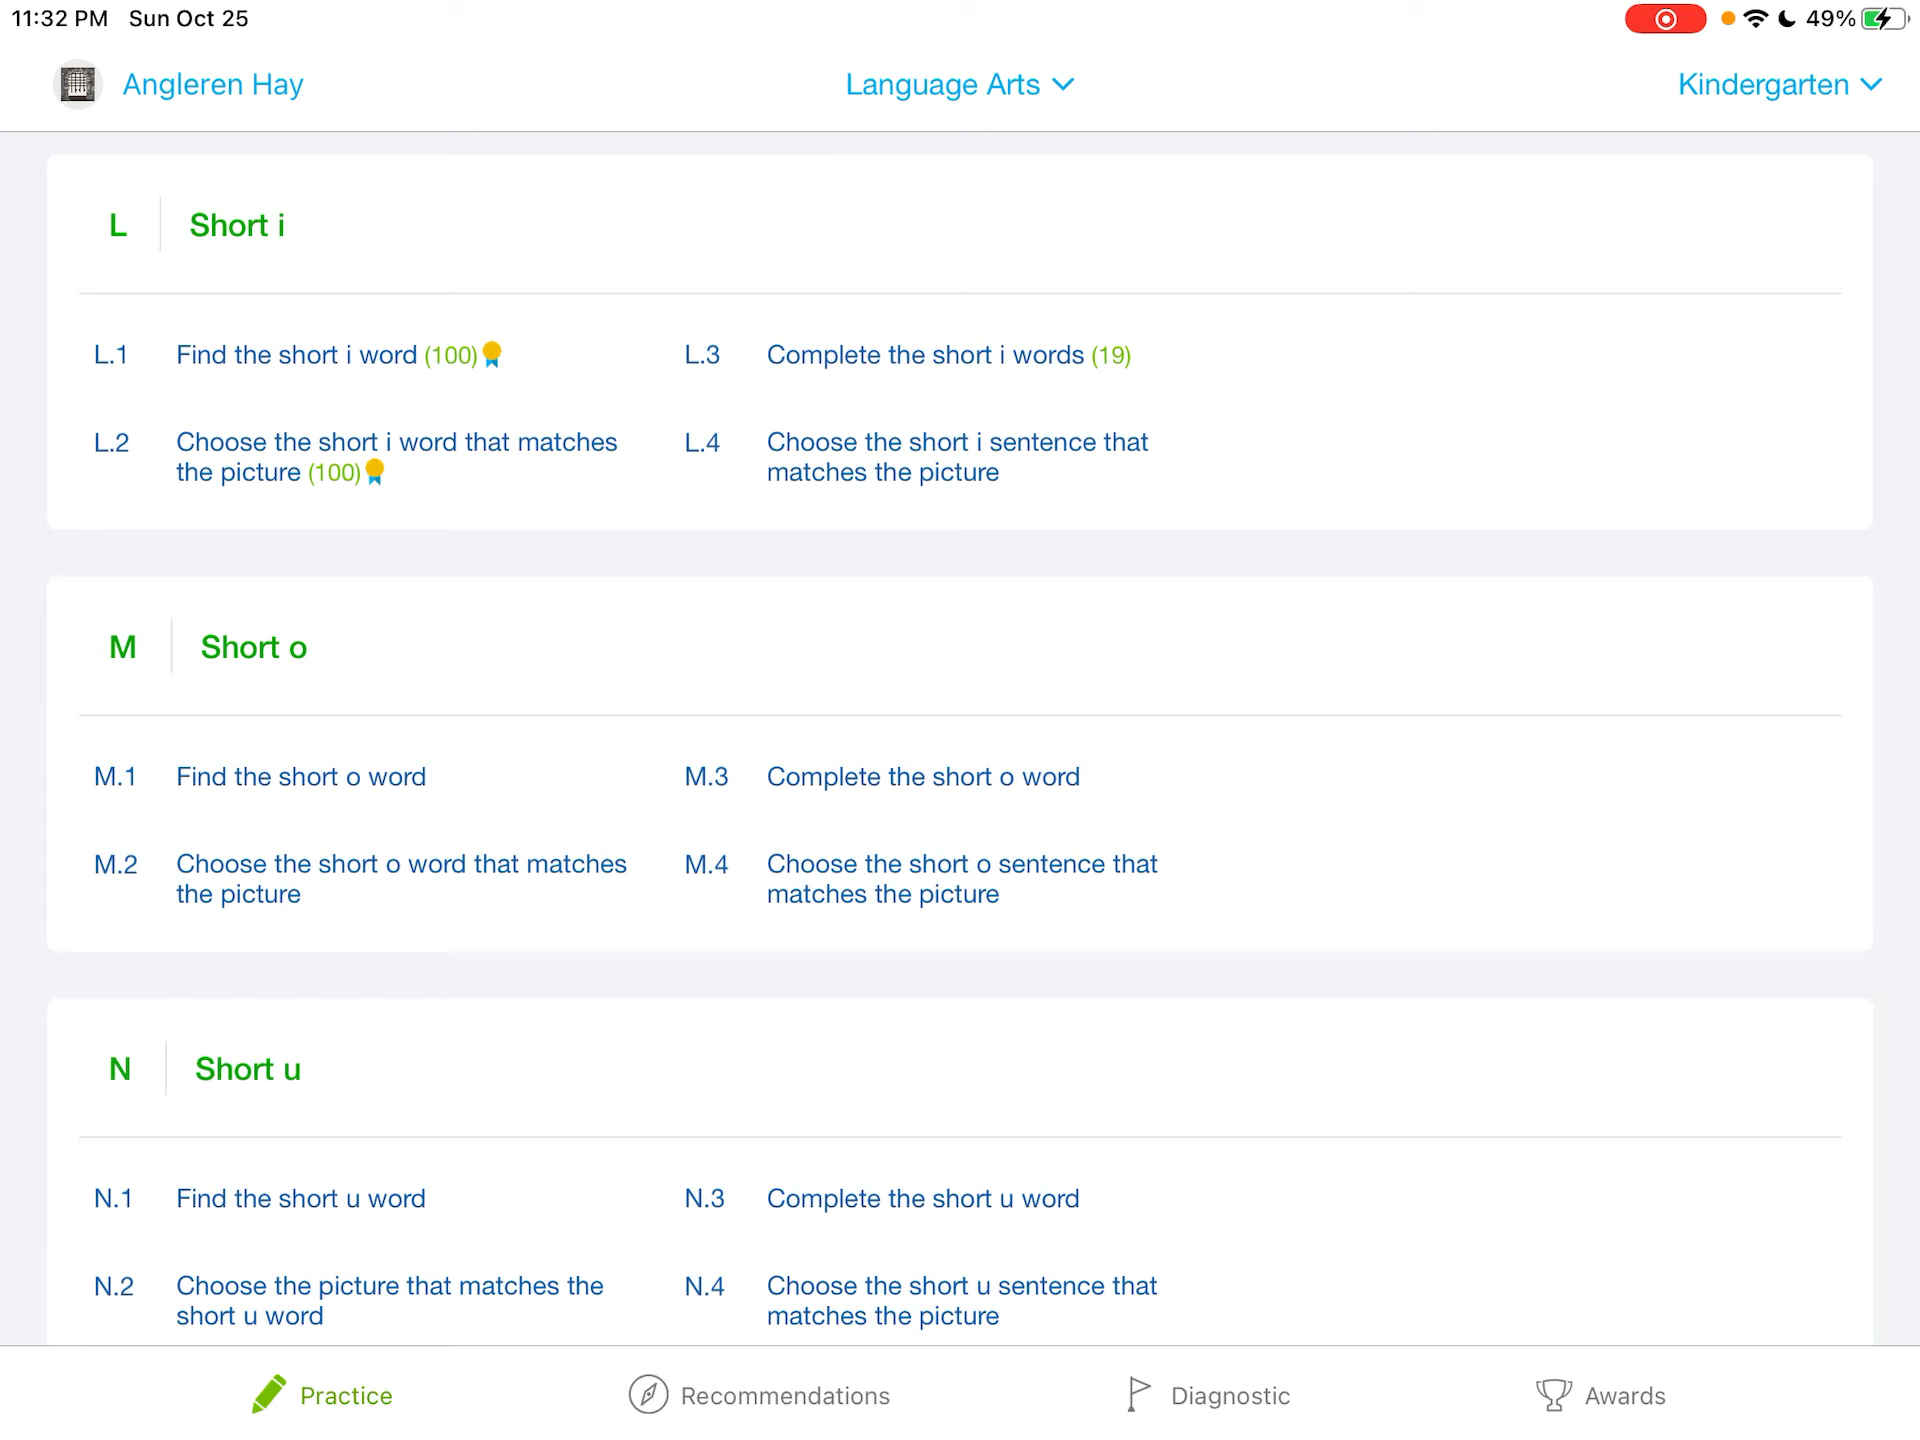 11:32 PM Sun Oct 25
49%
Angleren Hay
Language Arts
Kindergarten
L Short i
L.1 Find the short i word (100)
L.3 Complete the short i words (19)
L.2 Choose the short i word that matches
the picture (100)
L.4 Choose the short i sentence that
matches the picture
M Short o
M.1 Find the short o word
M.3 Complete the short o word
M.2 Choose the short o word that matches
the picture
M.4 Choose the short o sentence that
matches the picture
N Short u
N.1 Find the short u word
N.3 Complete the short u word
N.2 Choose the picture that matches the
short u word
N.4 Choose the short u sentence that
matches the picture
Practice
Recommendations
Diagnostic
Awards